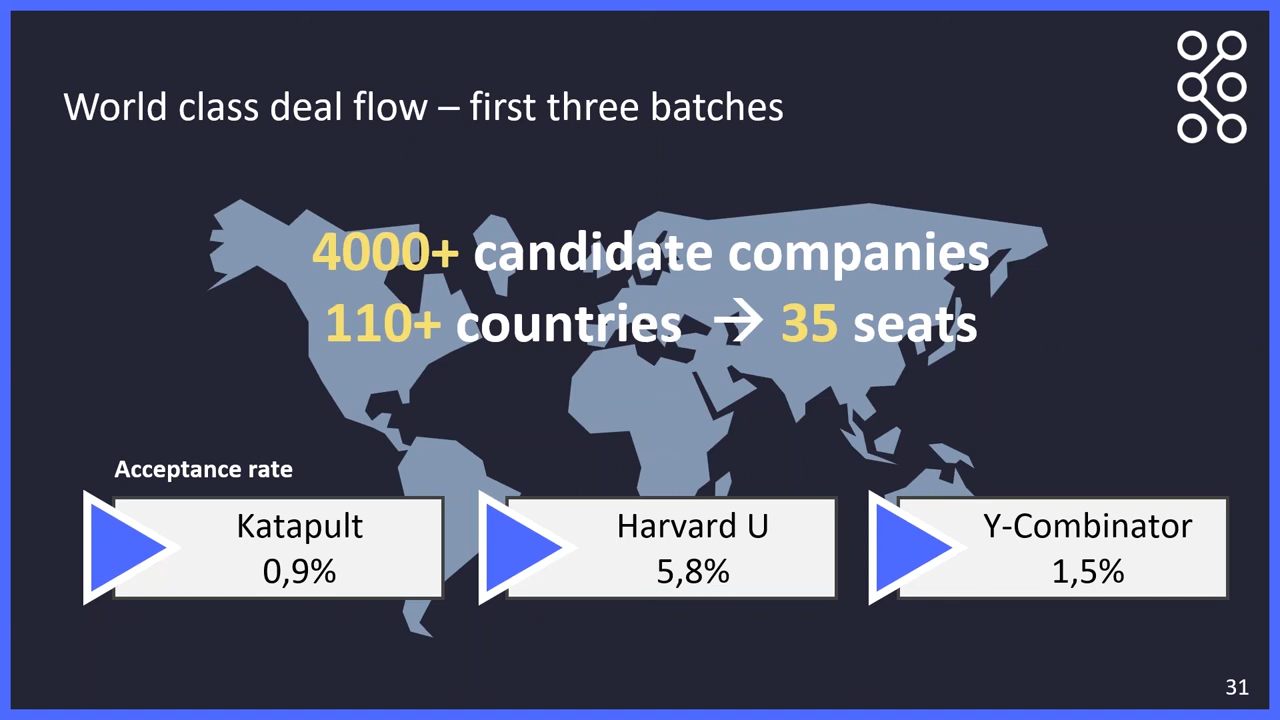 World class deal flow – first three batches
4000+ candidate companies
110+ countries → 35 seats
Acceptance rate
Katapult
0,9%
Harvard U
5,8%
Y-Combinator
1,5%
31